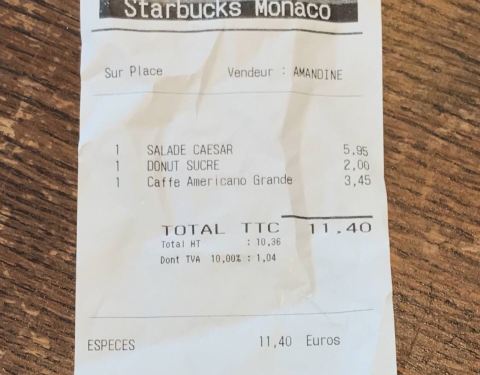 Starbucks Monaco
Sur Place Vendeur : AMANDINE
1 SALADE CAESAR 5.95
1 DONUT SUCRE 2,00
1 Caffe Americano Grande 3,45
TOTAL TTC 11.40
Total HT : 10,36
Dont TVA 10,00% : 1,04
ESPECES 11,40 Euros